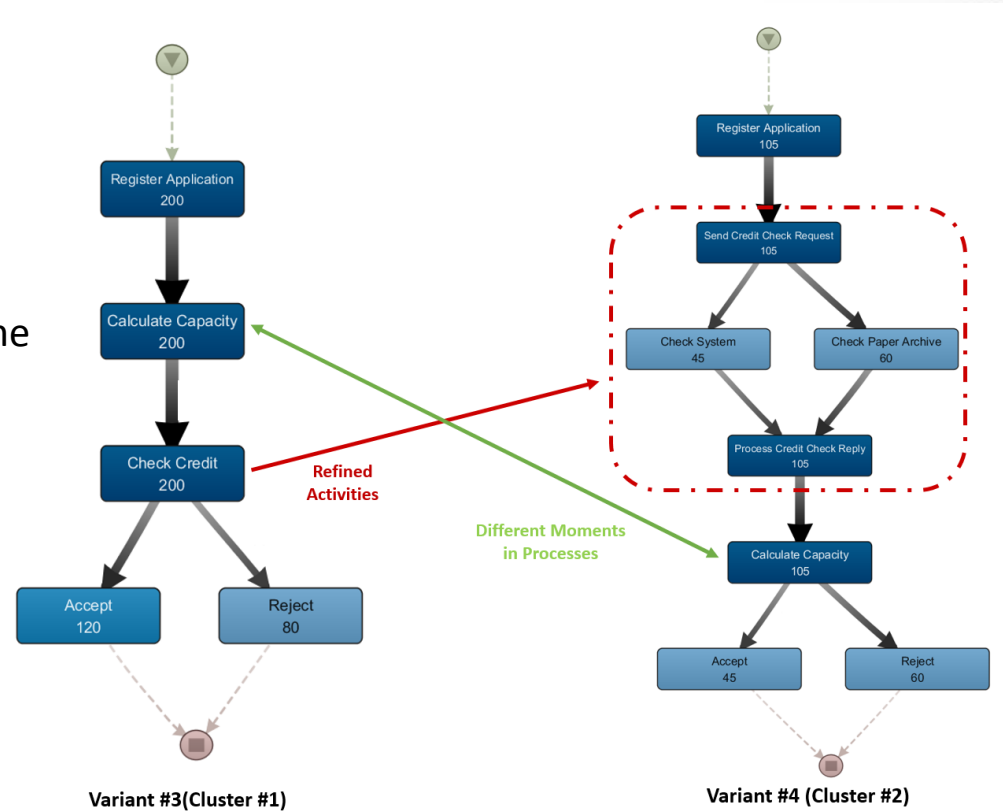 Register Application
200
Calculate Capacity
200
ne
Check Credit
200
Accept
120
Reject
80
Variant #3(Cluster #1)
Refined
Activities
Different Moments
in Processes
Register Application
105
Send Credit Check Request
105
Check System
45
Check Paper Archive
60
Process Credit Check Reply
105
Calculate Capacity
105
Accept
45
Reject
60
Variant #4 (Cluster #2)